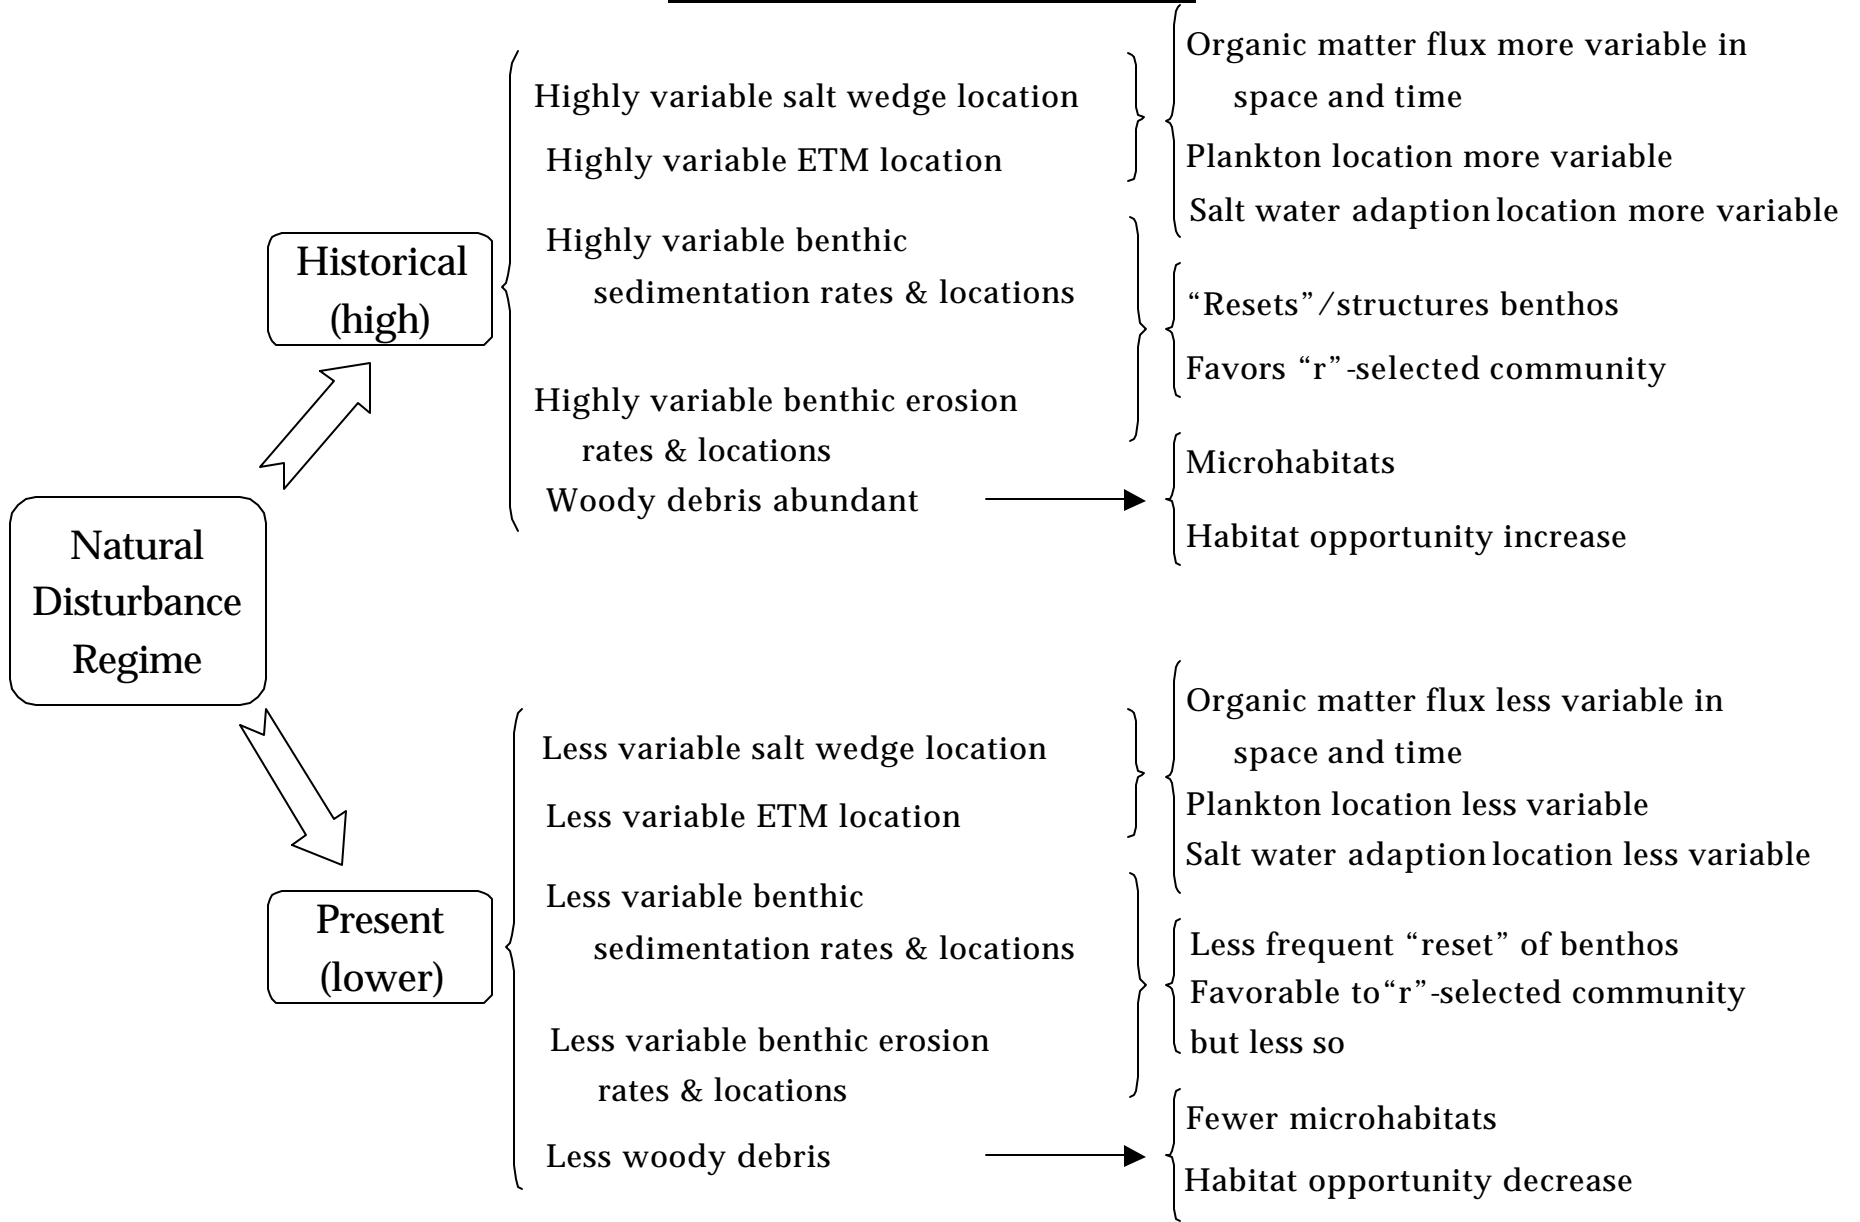 Natural
Disturbance
Regime
Historical
(high)
Highly variable salt wedge location
Highly variable ETM location
Highly variable benthic
sedimentation rates & locations
Highly variable benthic erosion
rates & locations
Woody debris abundant
Organic matter flux more variable in
space and time
Plankton location more variable
Salt water adaption location more variable
“Resets”/structures benthos
Favors “r”-selected community
Microhabitats
Habitat opportunity increase
Present
(lower)
Less variable salt wedge location
Less variable ETM location
Less variable benthic
sedimentation rates & locations
Less variable benthic erosion
rates & locations
Less woody debris
Organic matter flux less variable in
space and time
Plankton location less variable
Salt water adaption location less variable
Less frequent “reset” of benthos
Favorable to “r”-selected community
but less so
Fewer microhabitats
Habitat opportunity decrease